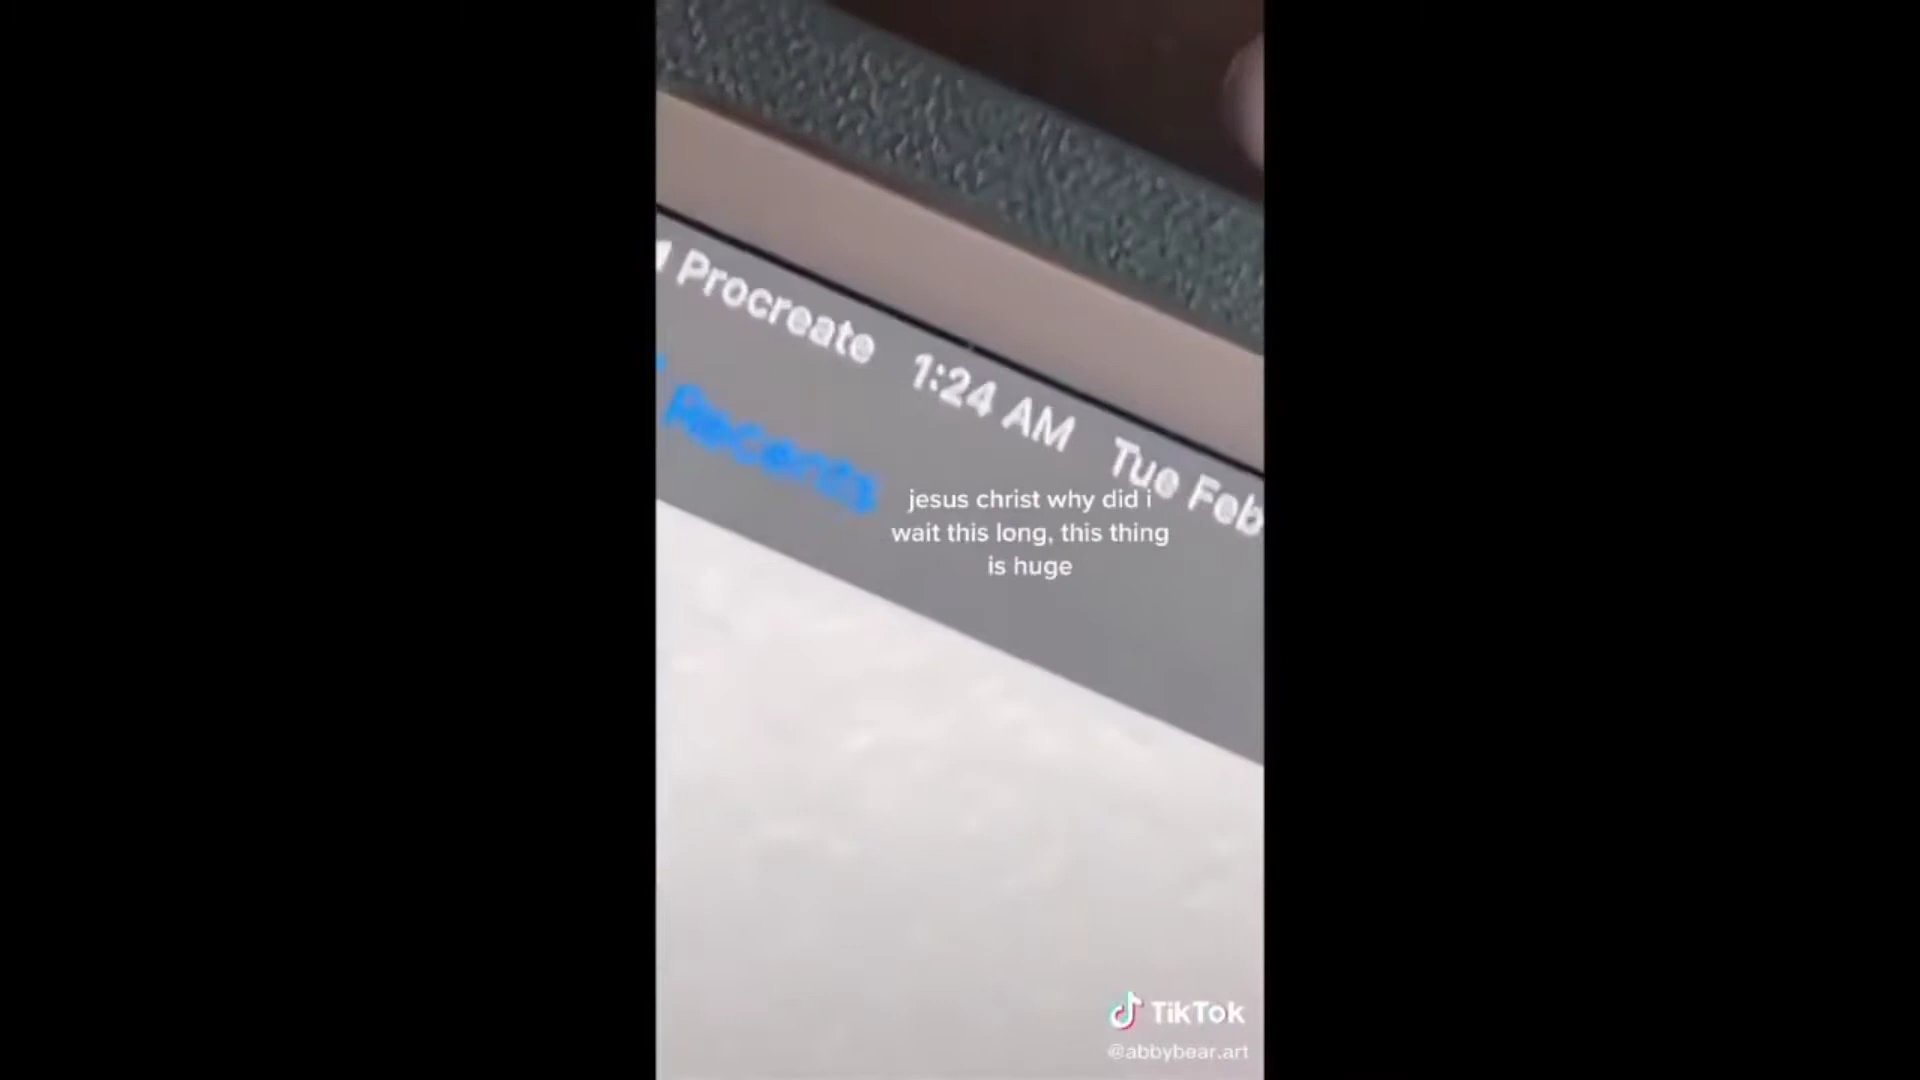 Procreate 1:24 AM Tue Feb
Recents
jesus christ why did i
wait this long, this thing
is huge
TikTok
@abbybear.art